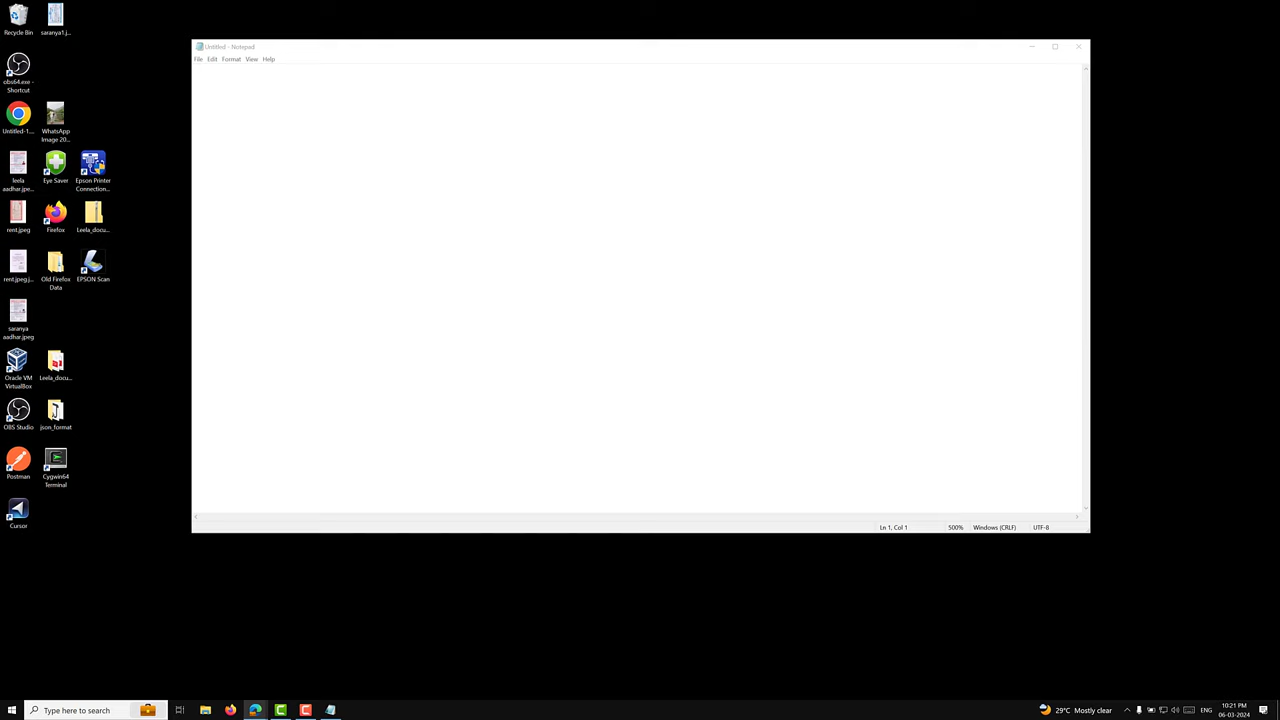 Recycle Bin
saranya1.j...
obs64.exe -
Shortcut
Untitled-1....
WhatsApp
Image 20...
leela
aadhar.jpe...
Eye Saver
Epson Printer
Connection...
rent.jpeg
Firefox
Leela_docu...
rent.jpeg.j...
Old Firefox
Data
EPSON Scan
saranya
aadhar.jpeg
Oracle VM
VirtualBox
Leela_docu...
OBS Studio
json_format
Postman
Cygwin64
Terminal
Cursor
Untitled - Notepad
File Edit Format View Help
Ln 1, Col 1 500% Windows (CRLF) UTF-8
Type here to search
29°C Mostly clear
ENG
10:21 PM
06-03-2024